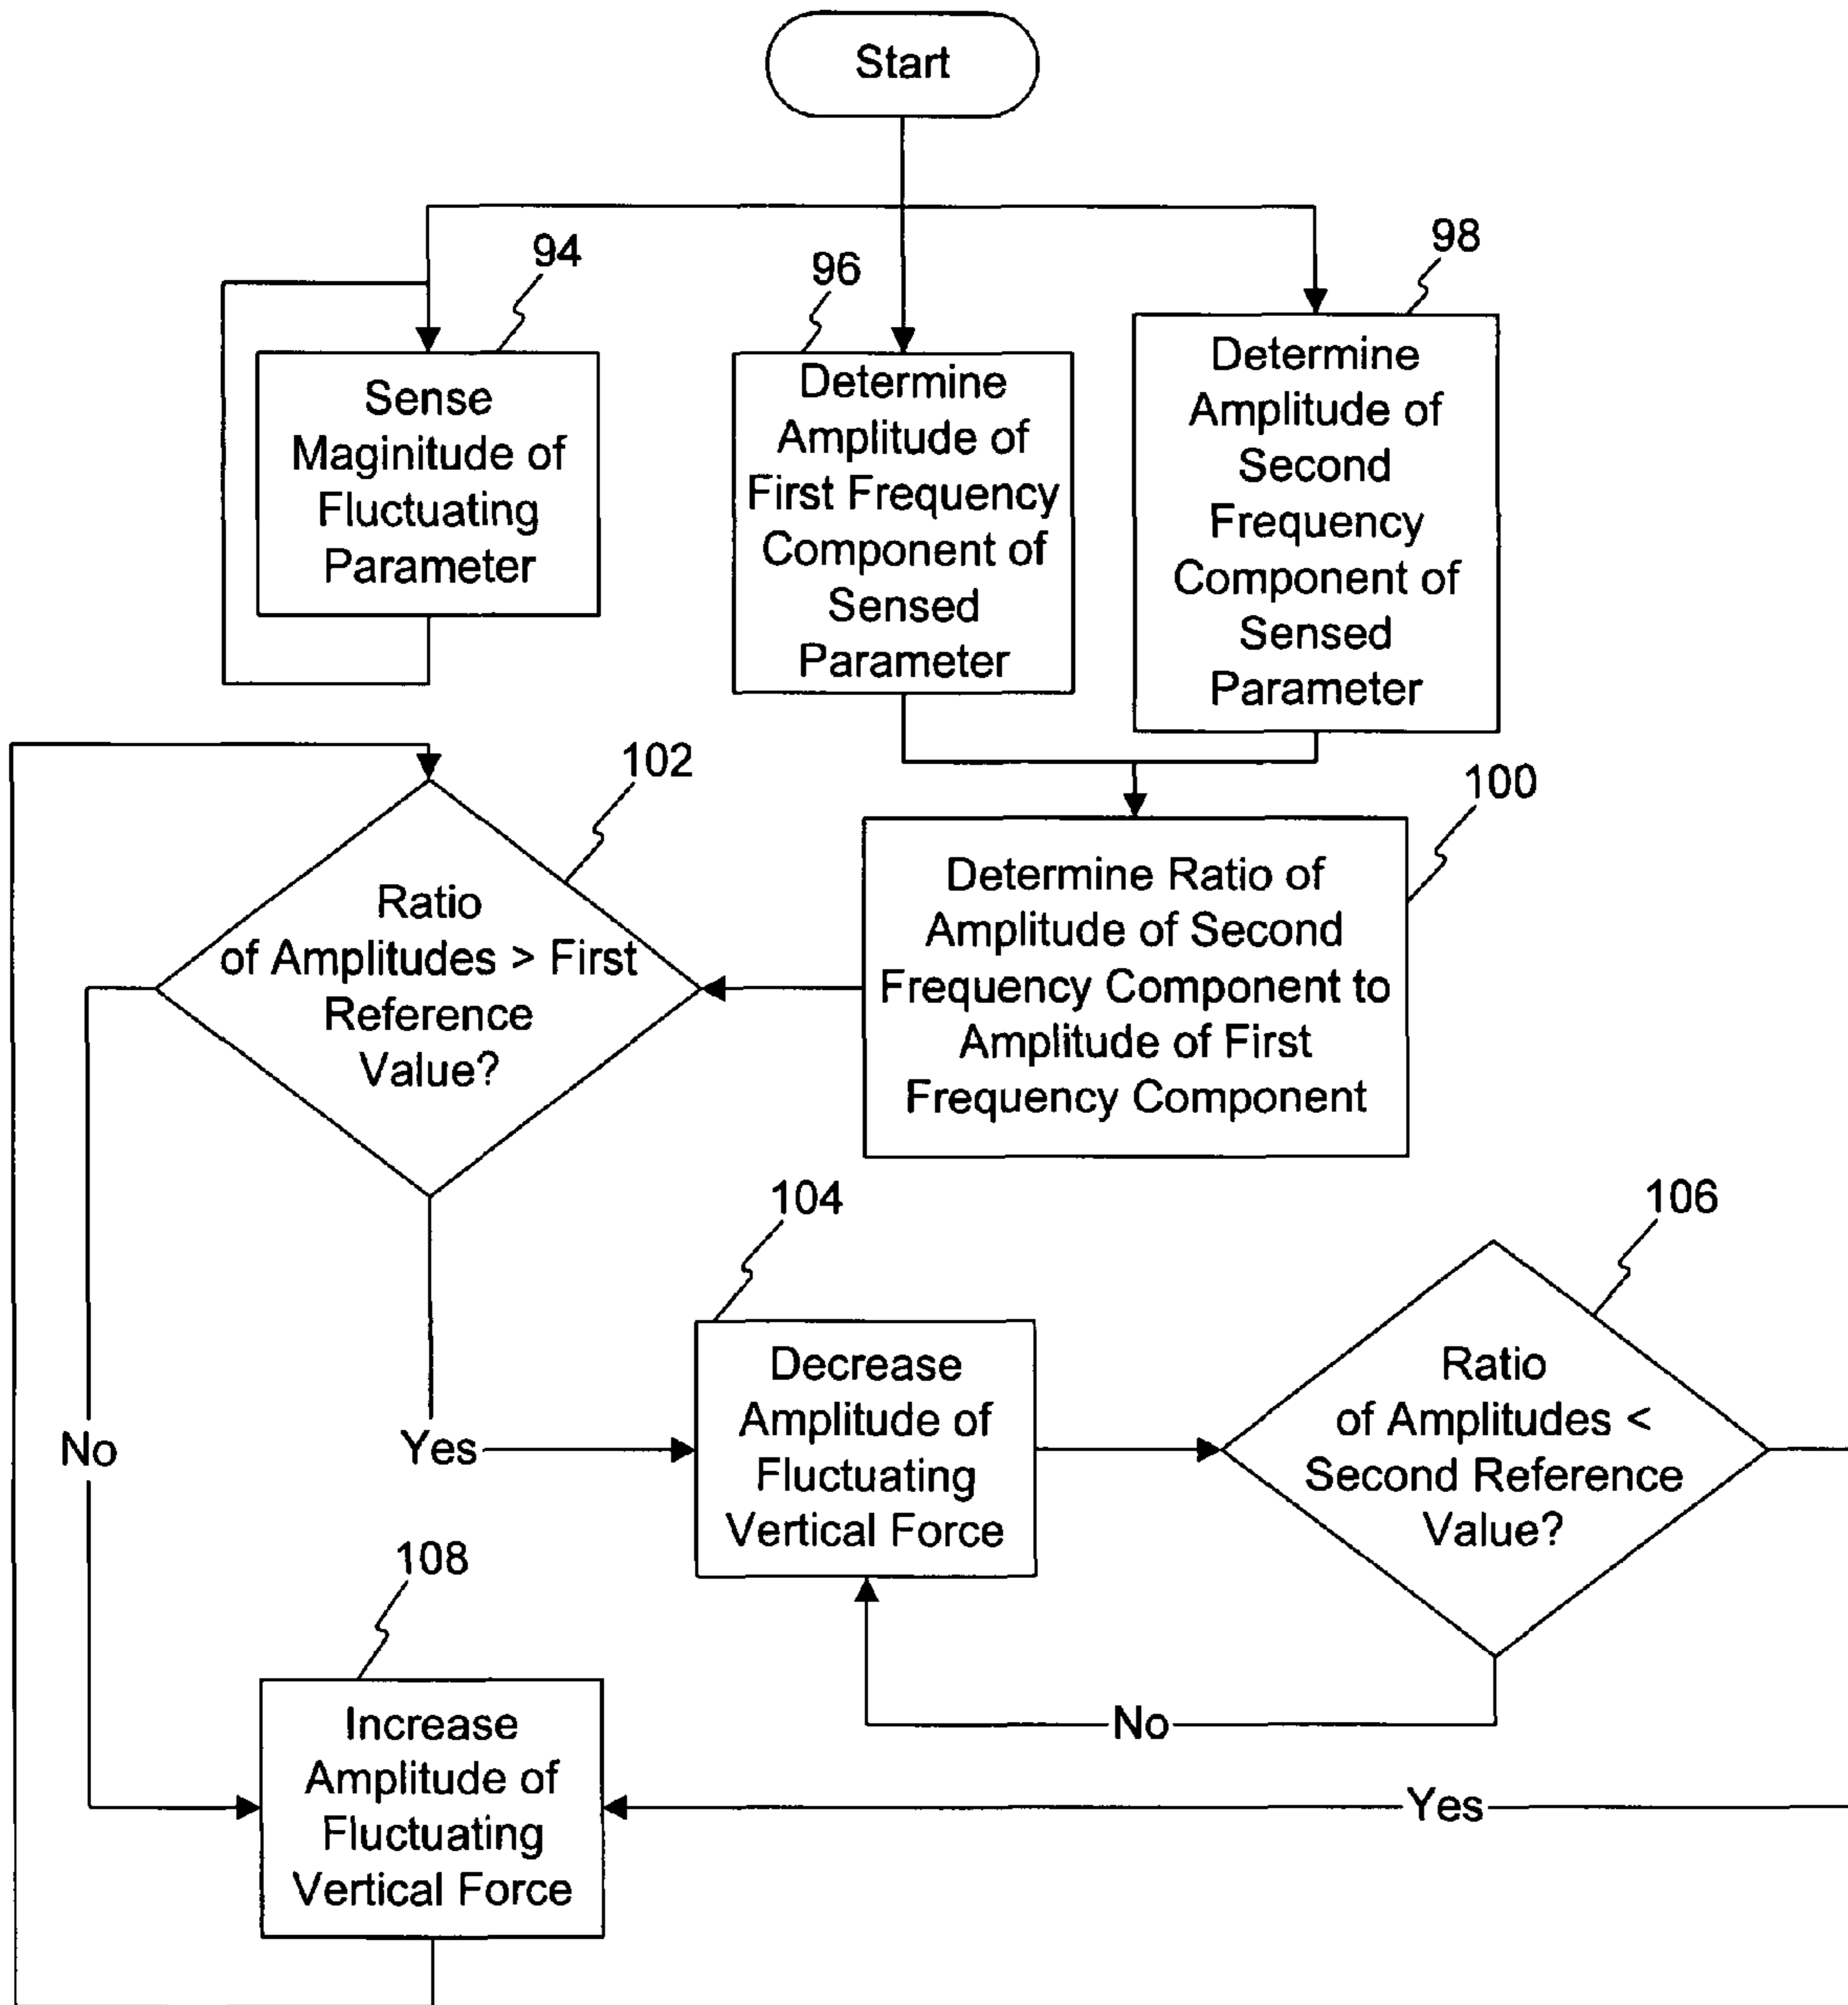 Start
94
Sense
Maginitude of
Fluctuating
Parameter
96
Determine
Amplitude of
First Frequency
Component of
Sensed
Parameter
98
Determine
Amplitude of
Second
Frequency
Component of
Sensed
Parameter
100
Determine Ratio of
Amplitude of Second
Frequency Component to
Amplitude of First
Frequency Component
102
Ratio
of Amplitudes > First
Reference
Value?
No
Yes
104
Decrease
Amplitude of
Fluctuating
Vertical Force
106
Ratio
of Amplitudes <
Second Reference
Value?
No
Yes
108
Increase
Amplitude of
Fluctuating
Vertical Force